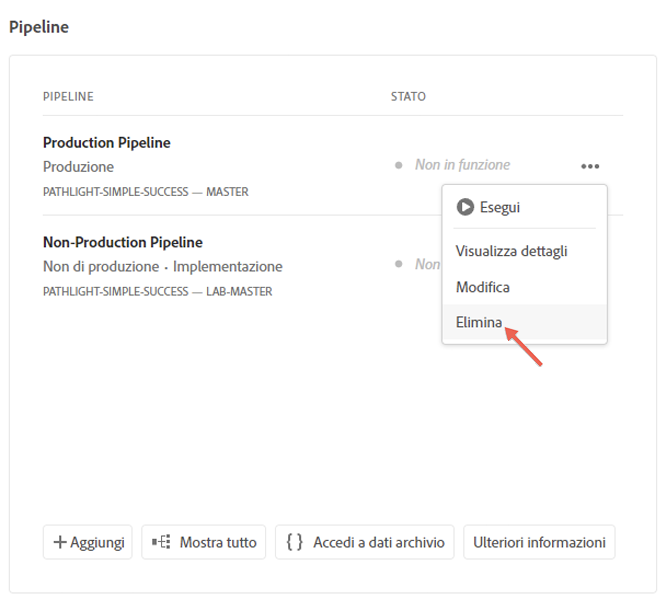 Pipeline
PIPELINE STATO
Production Pipeline
Produzione Non in funzione
PATHLIGHT-SIMPLE-SUCCESS — MASTER
Esegui
Non-Production Pipeline
Non di produzione · Implementazione Non
PATHLIGHT-SIMPLE-SUCCESS — LAB-MASTER
Visualizza dettagli
Modifica
Elimina
Aggiungi Mostra tutto { } Accedi a dati archivio Ulteriori informazioni